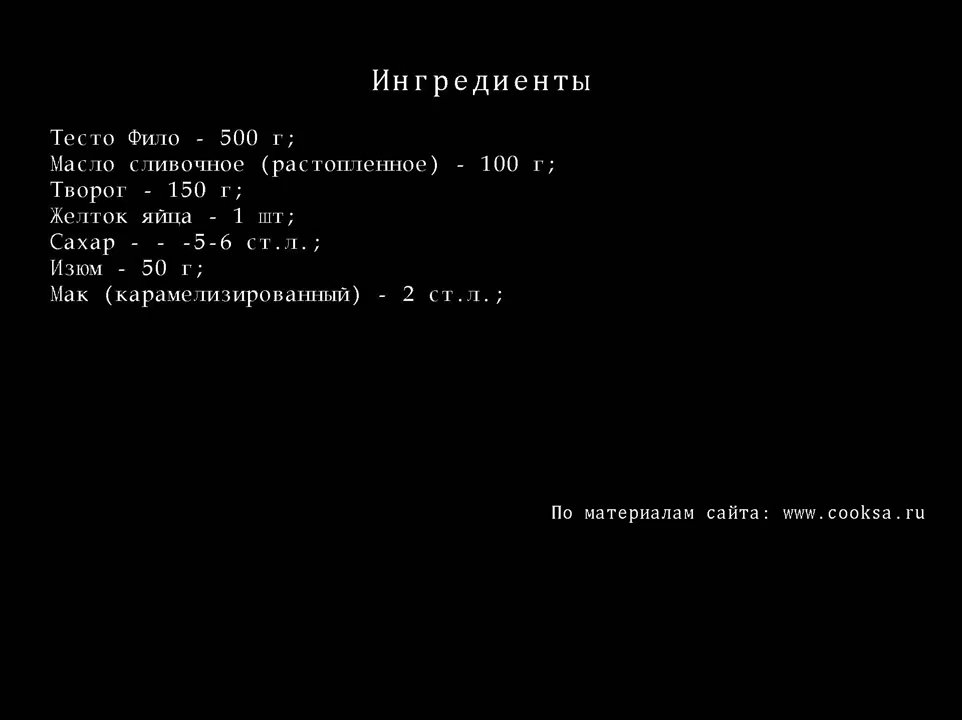 Ингредиенты
Тесто Фило - 500 г;
Масло сливочное (растопленное) - 100 г;
Творог - 150 г;
Желток яйца - 1 шт;
Сахар - - -5-6 ст.л.;
Изюм - 50 г;
Мак (карамелизированный) - 2 ст.л.;
По материалам сайта: www.cooksa.ru